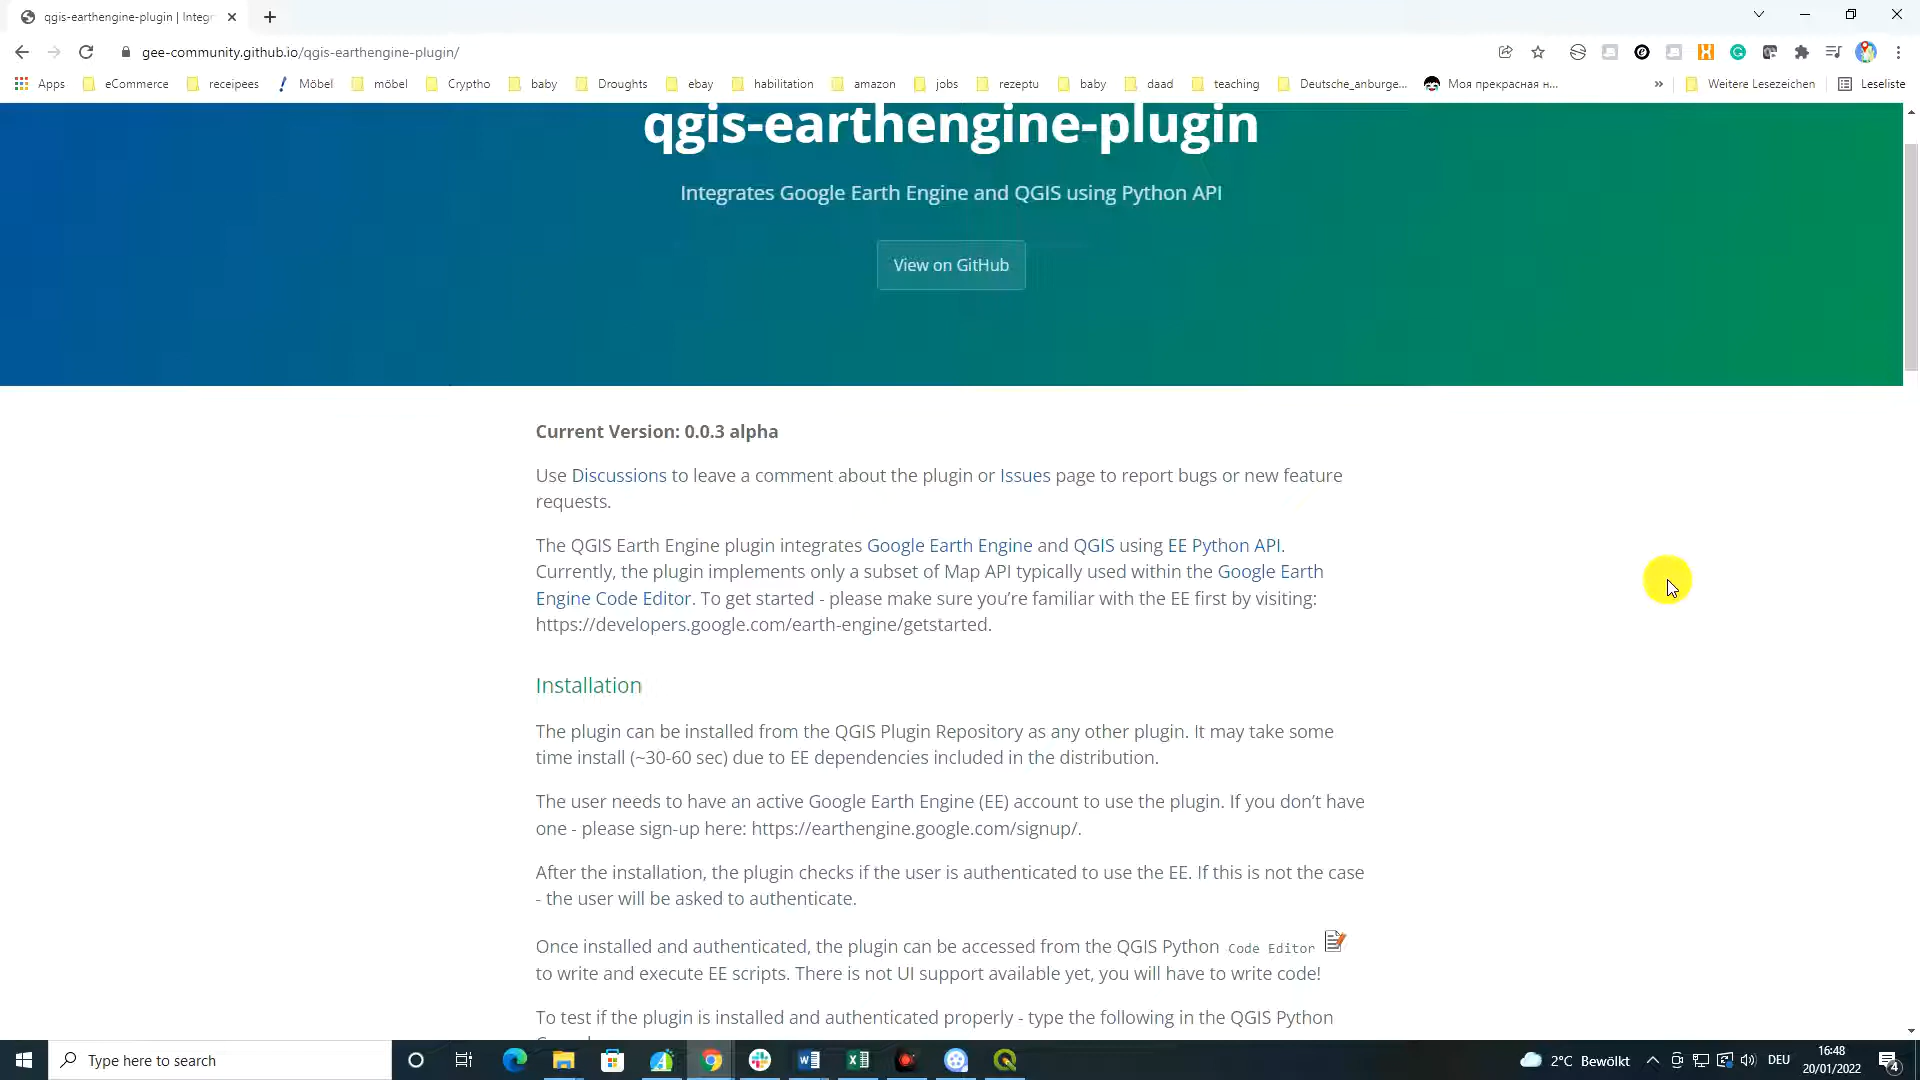 qgis-earthengine-plugin | Integr
gee-community.github.io/qgis-earthengine-plugin/
Apps eCommerce receipees Möbel möbel Cryptho baby Droughts ebay habilitation amazon jobs rezeptu baby daad teaching Deutsche_anburge... Моя прекрасная н... » Weitere Lesezeichen Leseliste
qgis-earthengine-plugin
Integrates Google Earth Engine and QGIS using Python API
View on GitHub
Current Version: 0.0.3 alpha
Use Discussions to leave a comment about the plugin or Issues page to report bugs or new feature
requests.
The QGIS Earth Engine plugin integrates Google Earth Engine and QGIS using EE Python API.
Currently, the plugin implements only a subset of Map API typically used within the Google Earth
Engine Code Editor. To get started - please make sure you’re familiar with the EE first by visiting:
https://developers.google.com/earth-engine/getstarted.
Installation
The plugin can be installed from the QGIS Plugin Repository as any other plugin. It may take some
time install (~30-60 sec) due to EE dependencies included in the distribution.
The user needs to have an active Google Earth Engine (EE) account to use the plugin. If you don’t have
one - please sign-up here: https://earthengine.google.com/signup/.
After the installation, the plugin checks if the user is authenticated to use the EE. If this is not the case
- the user will be asked to authenticate.
Once installed and authenticated, the plugin can be accessed from the QGIS Python Code Editor
to write and execute EE scripts. There is not UI support available yet, you will have to write code!
To test if the plugin is installed and authenticated properly - type the following in the QGIS Python
Type here to search
2°C Bewölkt
DEU
16:48
20/01/2022
4